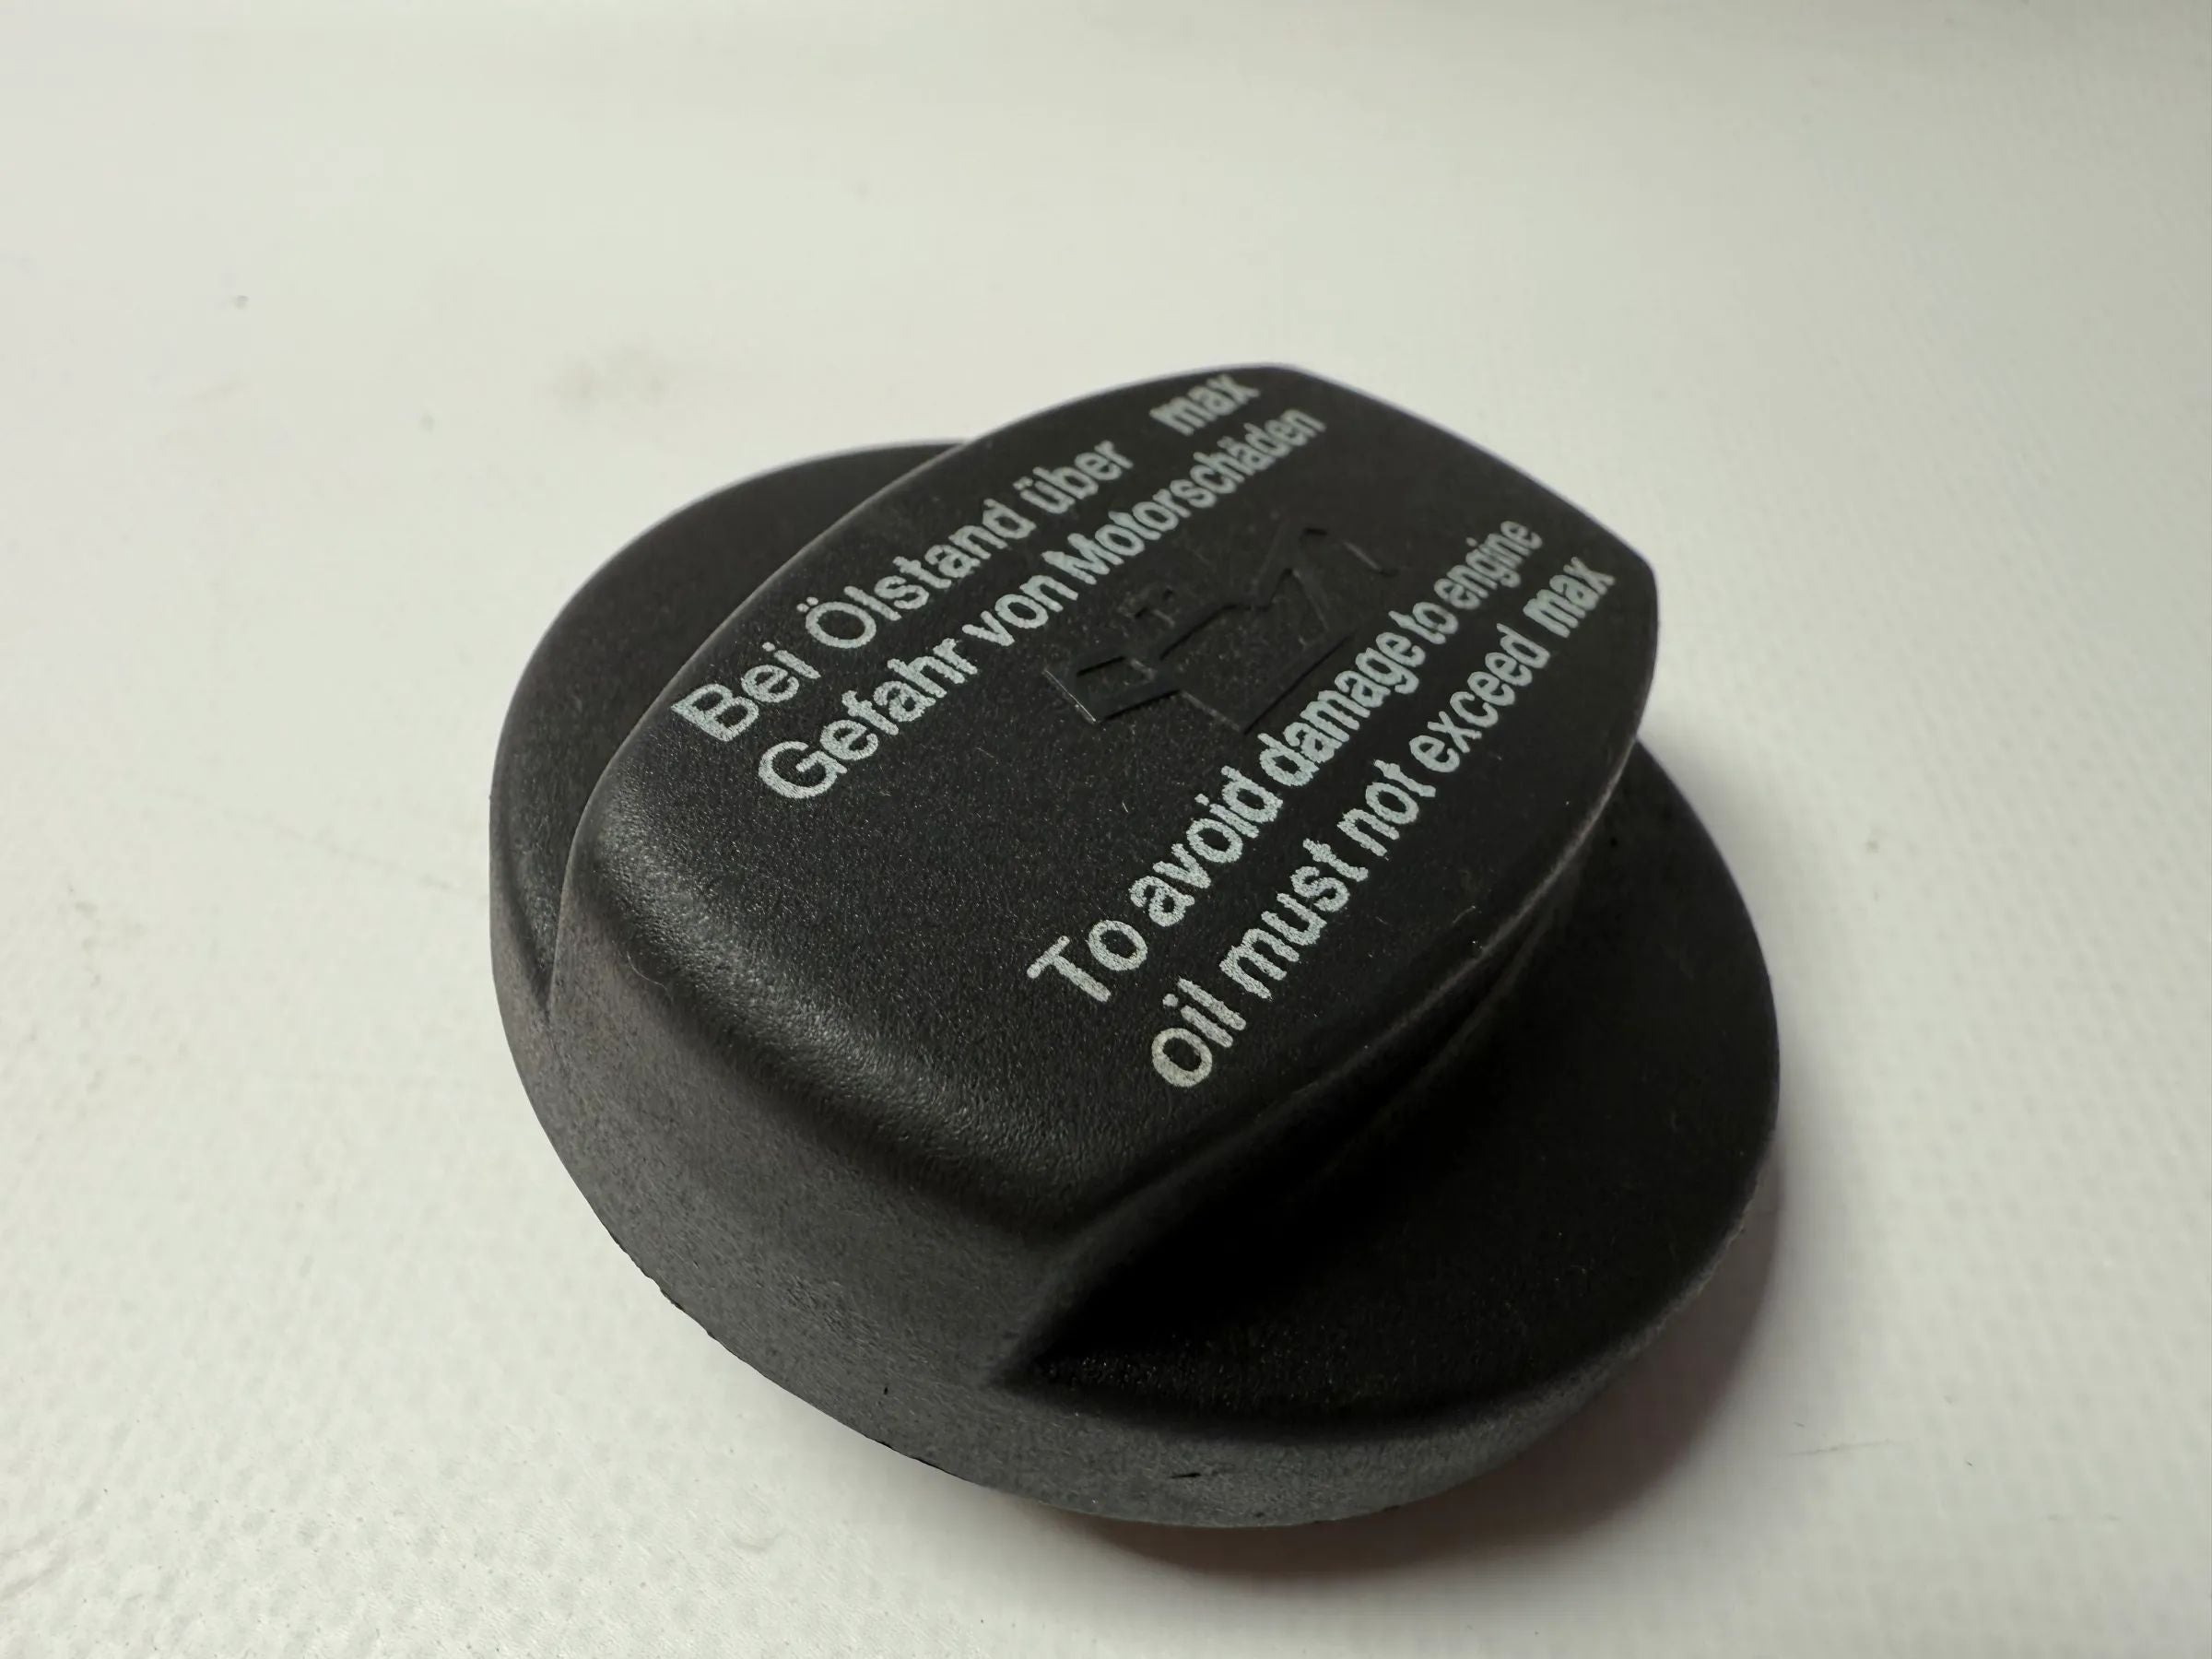 Bei Ölstand über max
Gefahr von Motorschäden
To avoid damage to engine
oil must not exceed max